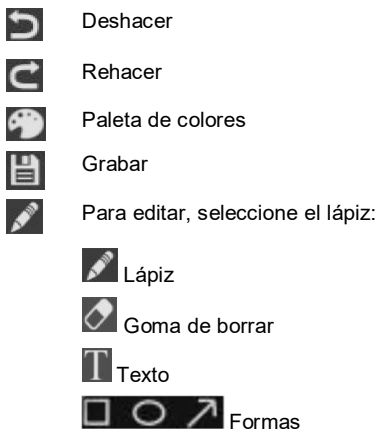 Deshacer
Rehacer
Paleta de colores
Grabar
Para editar, seleccione el lápiz:
Lápiz
Goma de borrar
T Texto
Formas